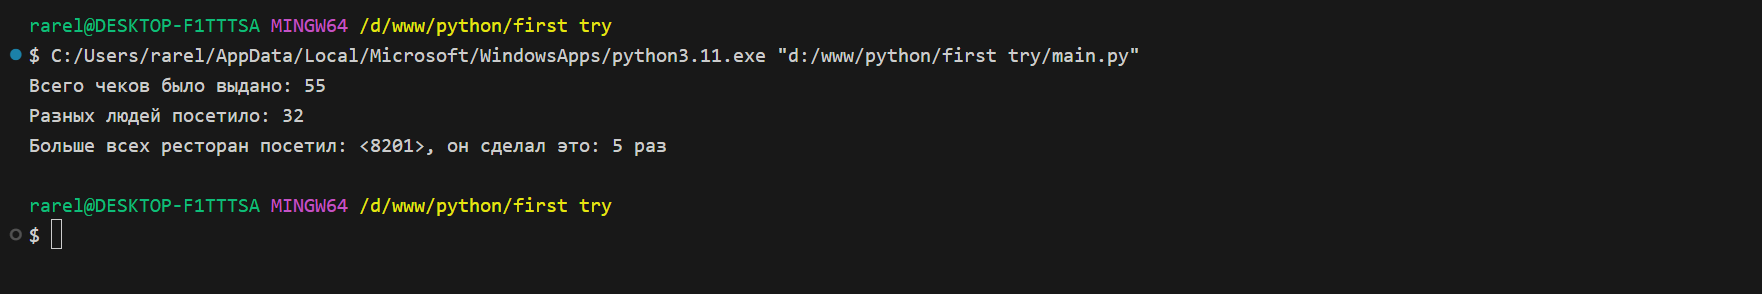 rarel@DESKTOP-F1TTTSA MINGW64 /d/www/python/first try
$ C:/Users/rarel/AppData/Local/Microsoft/WindowsApps/python3.11.exe "d:/www/python/first try/main.py"
Всего чеков было выдано: 55
Разных людей посетило: 32
Больше всех ресторан посетил: <8201>, он сделал это: 5 раз
rarel@DESKTOP-F1TTTSA MINGW64 /d/www/python/first try
$